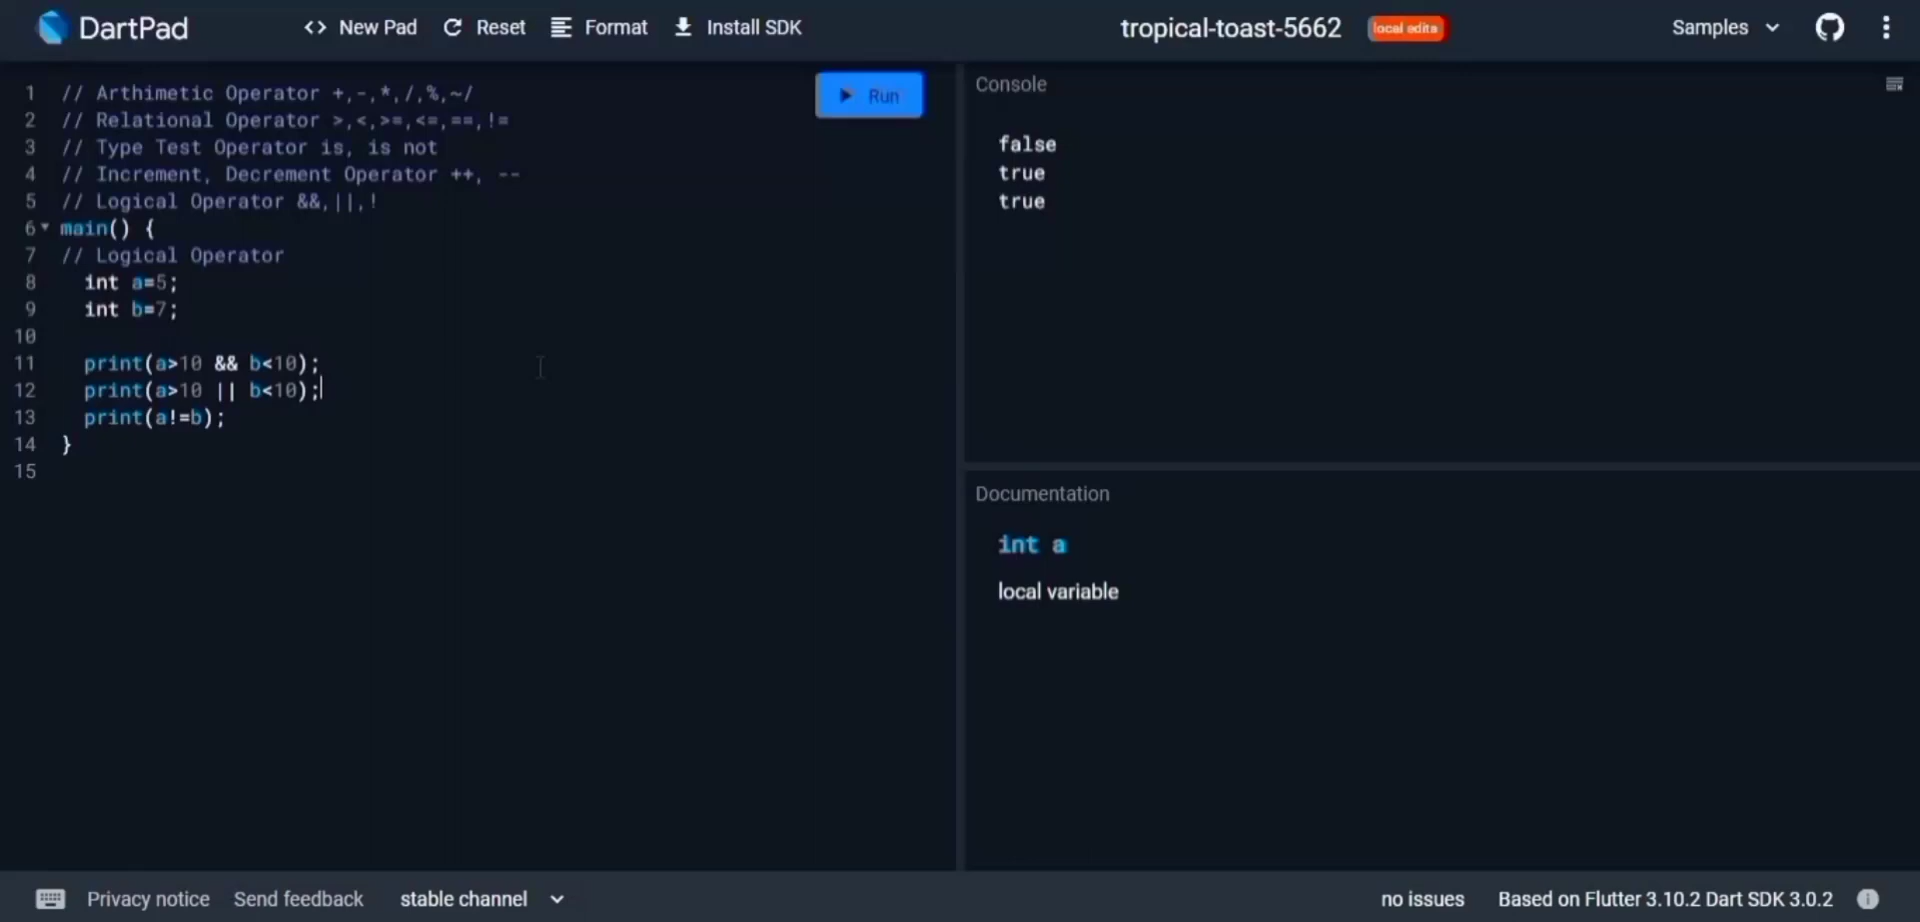 DartPad
<> New Pad
Reset
Format
Install SDK
tropical-toast-5662
local edits
Samples
1 // Arthimetic Operator +,-,*,/,%,~/
2 // Relational Operator >,<,>=,<=,==,!=
3 // Type Test Operator is, is not
4 // Increment, Decrement Operator ++, --
5 // Logical Operator &&,||,!
6 main() {
7 // Logical Operator
8 int a=5;
9 int b=7;
10
11 print(a>10 && b<10);
12 print(a>10 || b<10);
13 print(a!=b);
14 }
15
Run
Console
false
true
true
Documentation
int a
local variable
Privacy notice
Send feedback
stable channel
no issues
Based on Flutter 3.10.2 Dart SDK 3.0.2